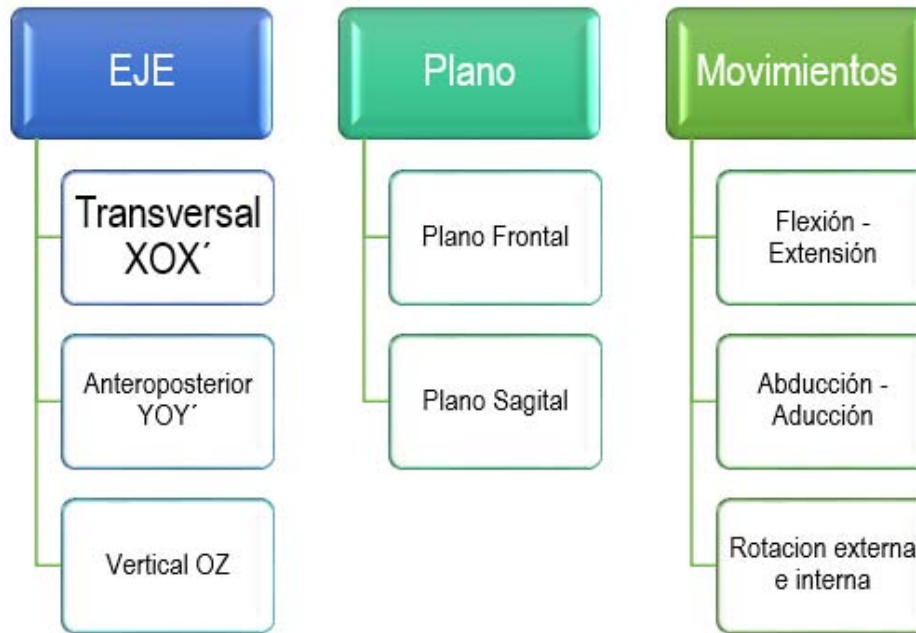 EJE
Transversal
XOX´
Anteroposterior
YOY´
Vertical OZ
Plano
Plano Frontal
Plano Sagital
Movimientos
Flexión -
Extensión
Abducción -
Aducción
Rotacion externa
e interna